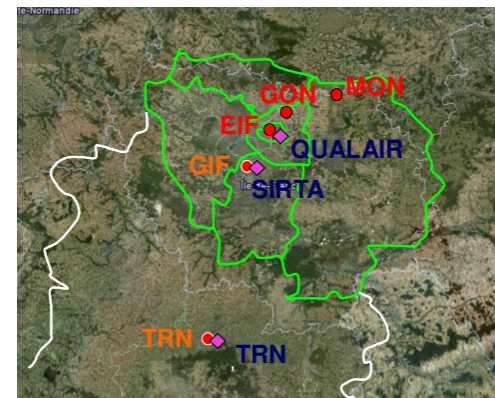 te-Normandie
GON
MON
EIF
QUALAIR
GIF
SIRTA
TRN
TRN